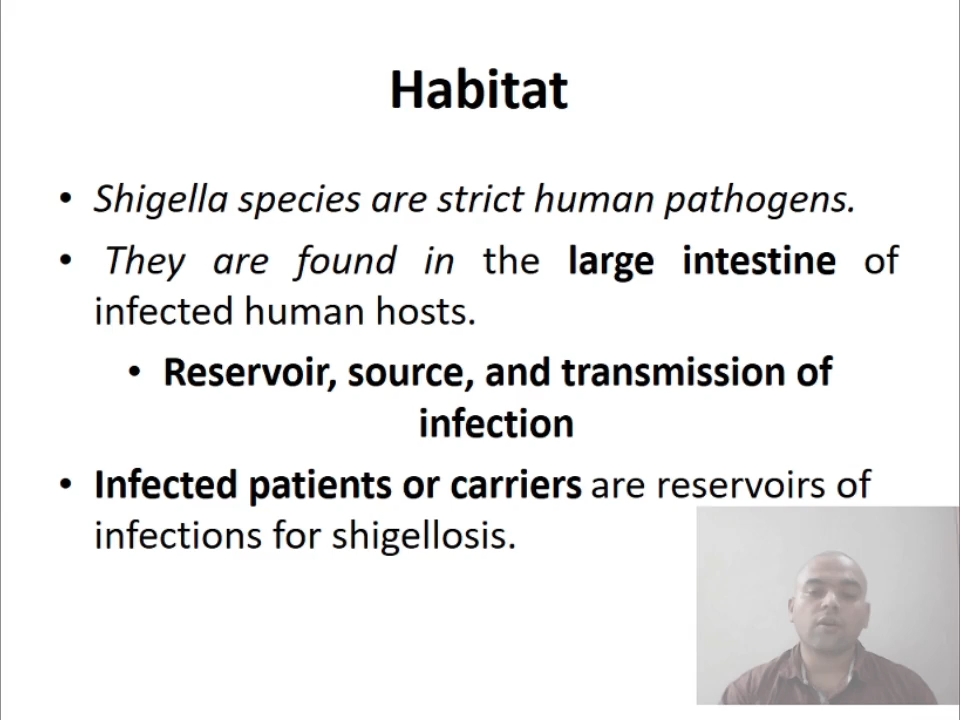 Habitat
• Shigella species are strict human pathogens.
• They are found in the large intestine of
infected human hosts.
• Reservoir, source, and transmission of
infection
• Infected patients or carriers are reservoirs of
infections for shigellosis.